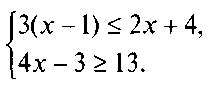 3(x − 1) ≤ 2x + 4,
4x − 3 ≥ 13.